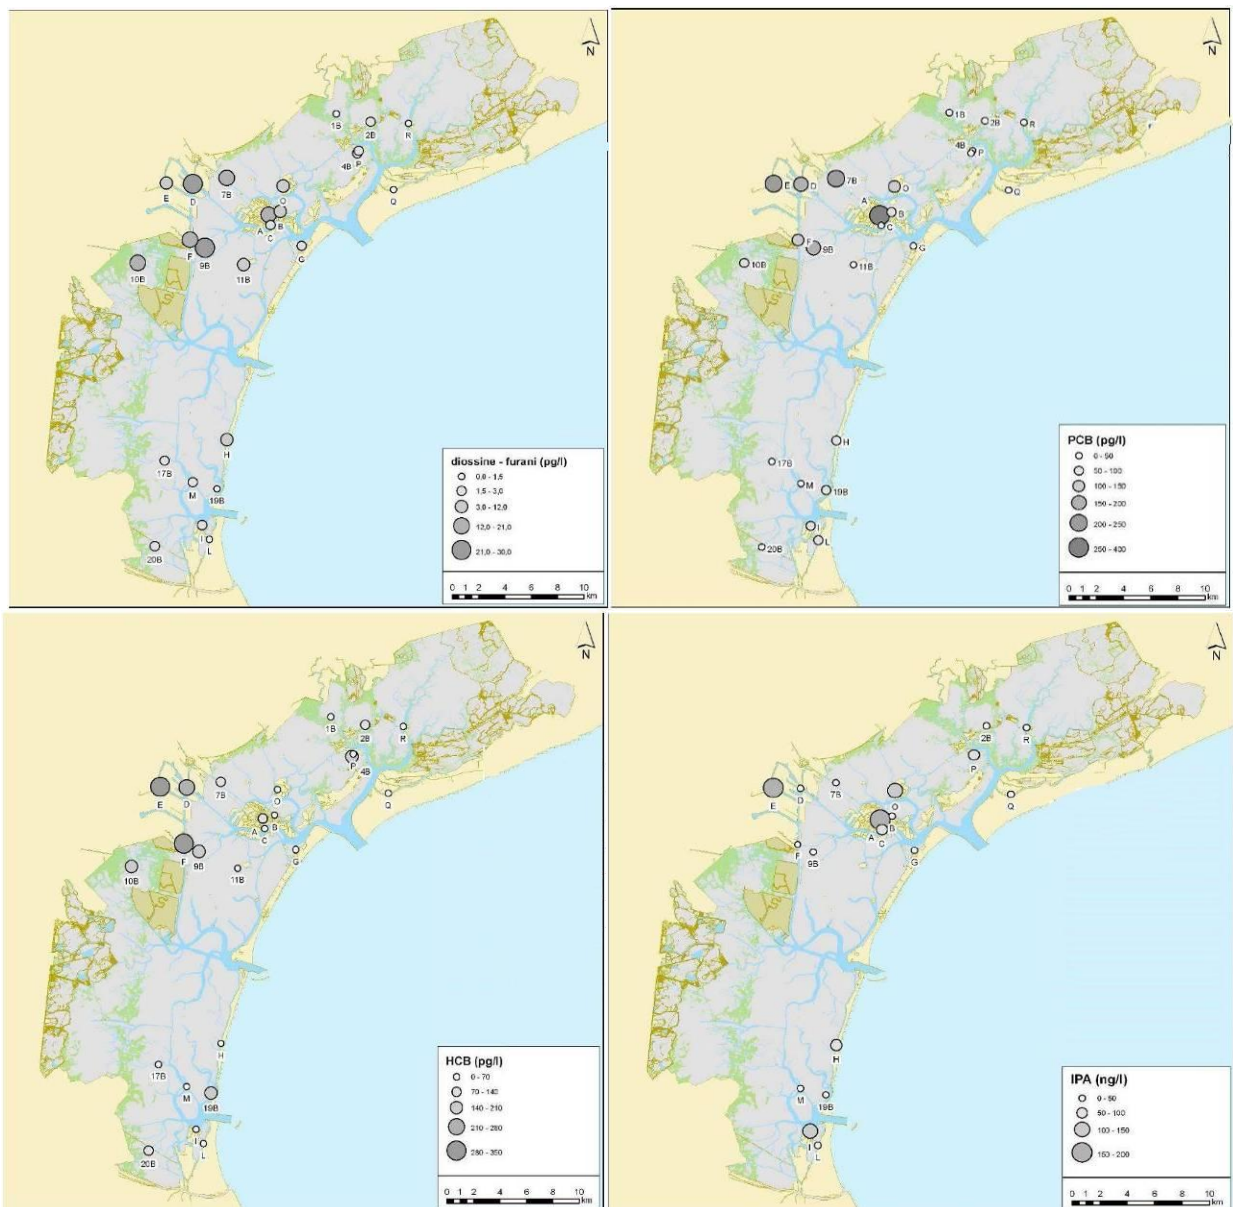 N
1B
2B
R
4B
P
E
D
7B
O
Q
A
B
C
F
9B
G
10B
11B
H
17B
M
19B
I
L
20B
diossine - furani (pg/l)
0,0 - 1,5
1,5 - 3,0
3,0 - 12,0
12,0 - 21,0
21,0 - 30,0
0 1 2 4 6 8 10
km
N
1B
2B
R
4B
P
E
D
7B
O
Q
A
B
C
F
9B
G
10B
11B
H
17B
M
19B
I
L
20B
PCB (pg/l)
0 - 50
50 - 100
100 - 150
150 - 200
200 - 250
250 - 400
0 1 2 4 6 8 10
km
N
1B
2B
R
P
4B
E
D
7B
O
Q
A
B
C
F
9B
G
10B
11B
H
17B
M
19B
I
L
20B
HCB (pg/l)
0 - 70
70 - 140
140 - 210
210 - 280
280 - 350
0 1 2 4 6 8 10
km
N
2B
R
P
E
D
7B
O
Q
B
A
C
F
9B
G
H
M
19B
I
L
IPA (ng/l)
0 - 50
50 - 100
100 - 150
150 - 200
0 1 2 4 6 8 10
km